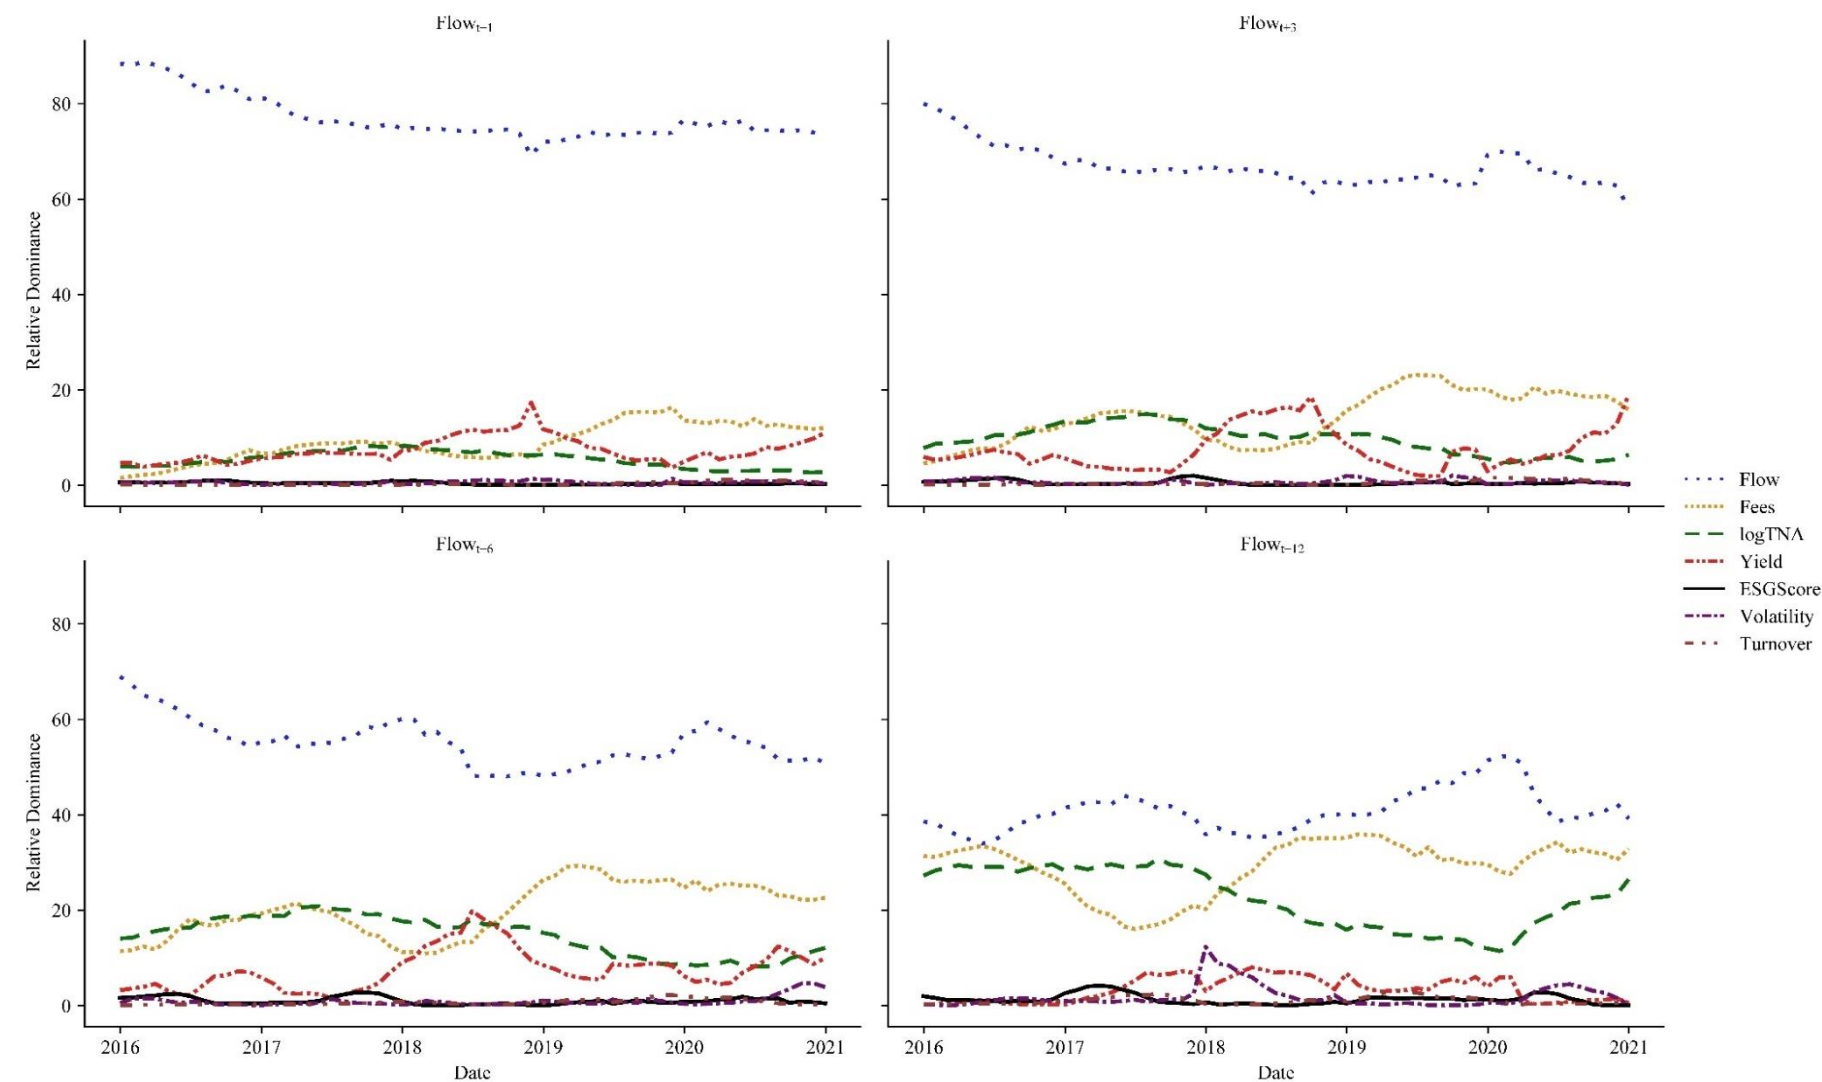 Flowₜ₋₁
Flowₜ₊₃
80
60
40
20
0
Relative Dominance
Flowₜ₋₆
Flowₜ₋₁₂
80
60
40
20
0
Relative Dominance
2016 2017 2018 2019 2020 2021
Date
2016 2017 2018 2019 2020 2021
Date
Flow
Fees
logTNA
Yield
ESGScore
Volatility
Turnover